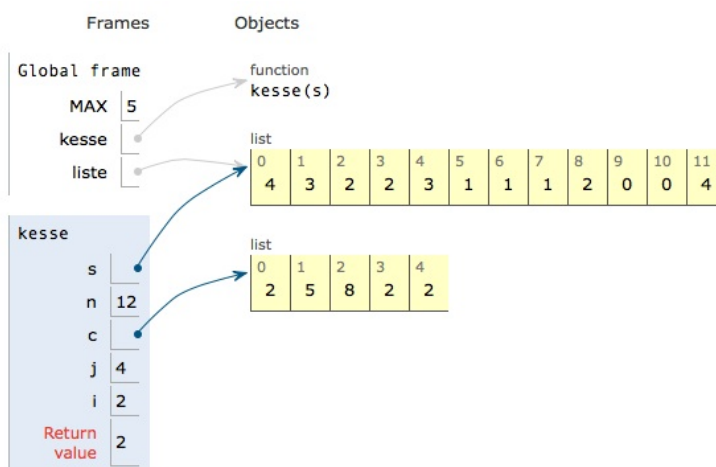 Frames Objects
Global frame
function
kesse(s)
MAX 5
kesse
liste
list
0 1 2 3 4 5 6 7 8 9 10 11
4 3 2 2 3 1 1 1 2 0 0 4
kesse
list
0 1 2 3 4
2 5 8 2 2
s
n 12
c
j 4
i 2
Return
value 2